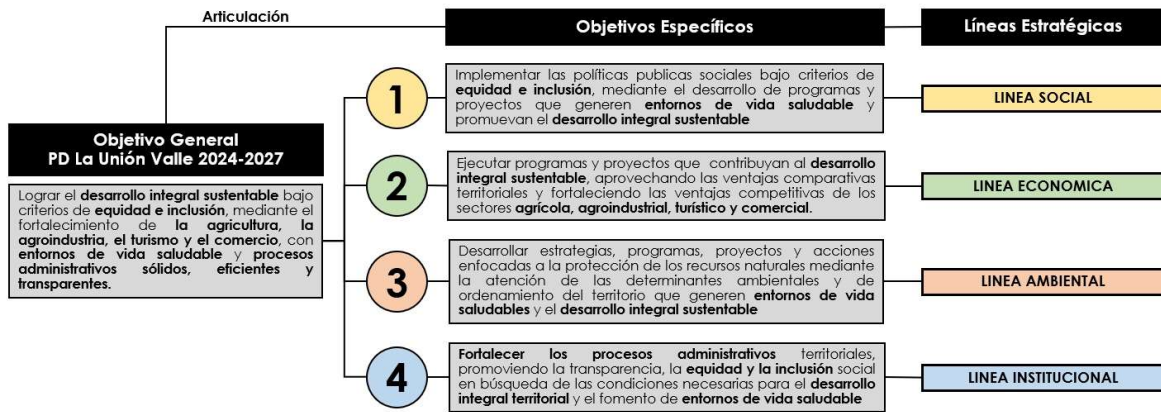 Articulación
Objetivos Específicos
Líneas Estratégicas
Objetivo General
PD La Unión Valle 2024-2027
Lograr el desarrollo integral sustentable bajo
criterios de equidad e inclusión, mediante el
fortalecimiento de la agricultura, la
agroindustria, el turismo y el comercio, con
entornos de vida saludable y procesos
administrativos sólidos, eficientes y
transparentes.
1
Implementar las políticas publicas sociales bajo criterios de
equidad e inclusión, mediante el desarrollo de programas y
proyectos que generen entornos de vida saludable y
promuevan el desarrollo integral sustentable
LINEA SOCIAL
2
Ejecutar programas y proyectos que contribuyan al desarrollo
integral sustentable, aprovechando las ventajas comparativas
territoriales y fortaleciendo las ventajas competitivas de los
sectores agrícola, agroindustrial, turístico y comercial.
LINEA ECONOMICA
3
Desarrollar estrategias, programas, proyectos y acciones
enfocadas a la protección de los recursos naturales mediante
la atención de las determinantes ambientales y de
ordenamiento del territorio que generen entornos de vida
saludables y el desarrollo integral sustentable
LINEA AMBIENTAL
4
Fortalecer los procesos administrativos territoriales,
promoviendo la transparencia, la equidad y la inclusión social
en búsqueda de las condiciones necesarias para el desarrollo
integral territorial y el fomento de entornos de vida saludable
LINEA INSTITUCIONAL